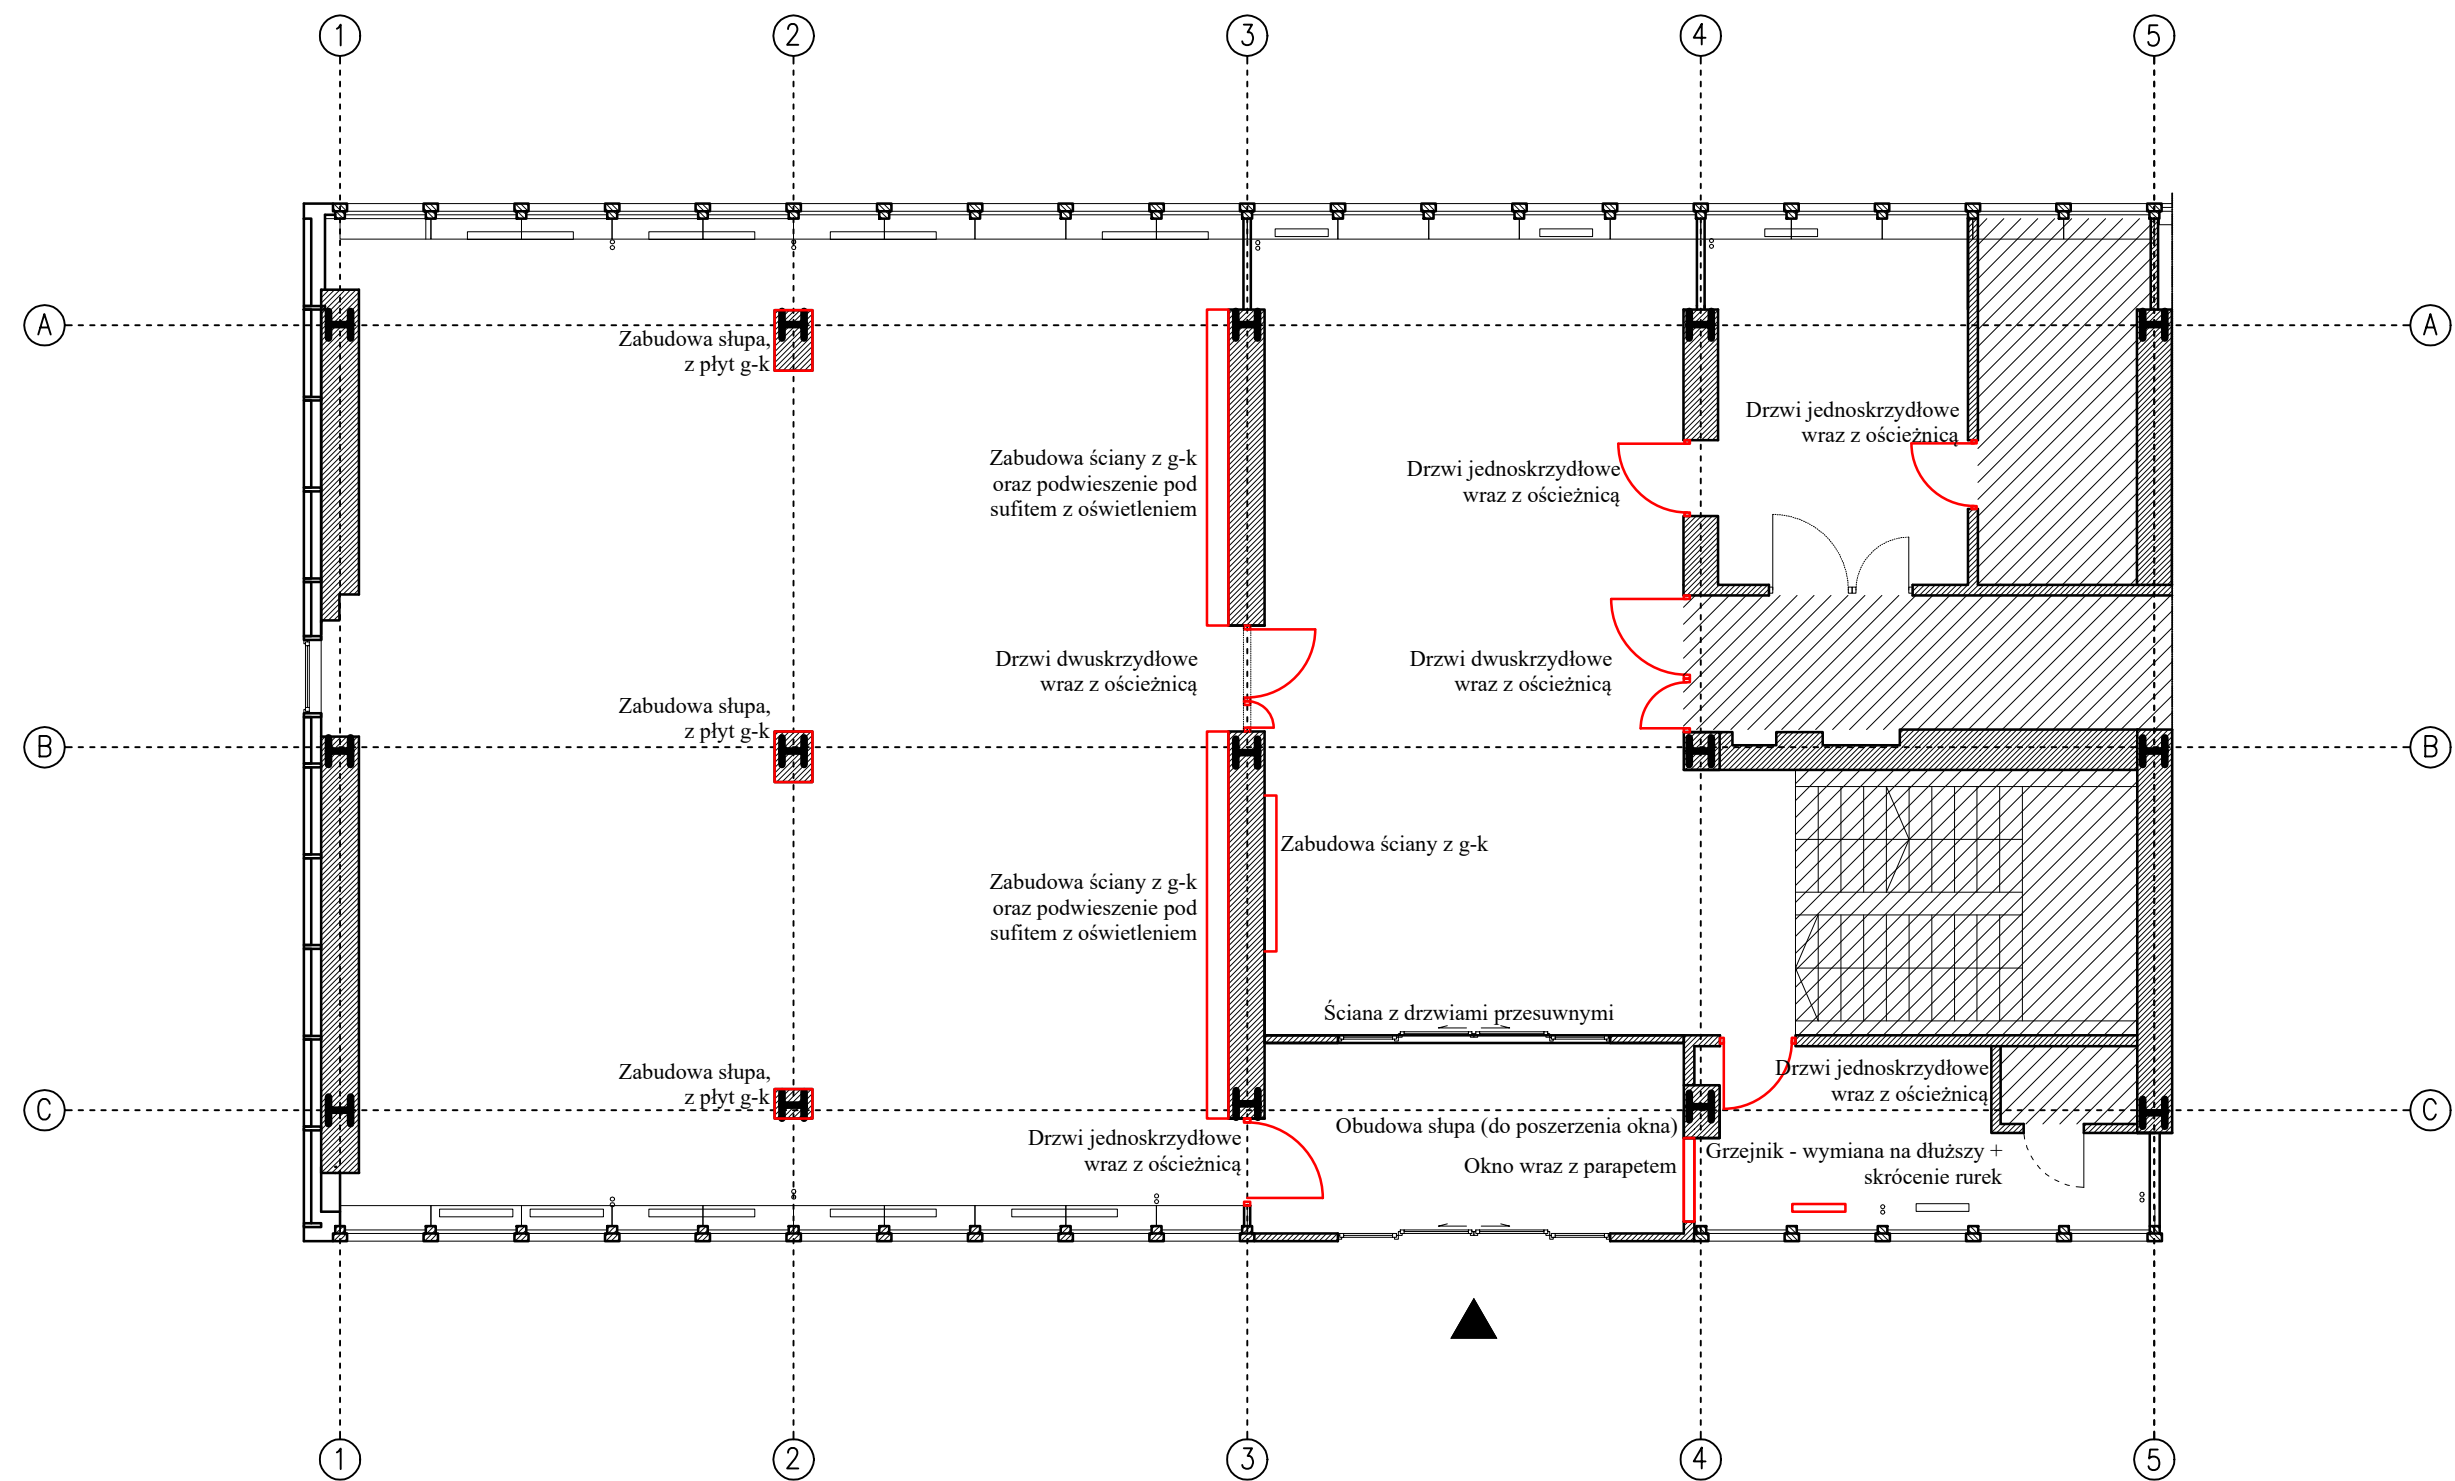 1
2
3
4
5
A
A
Zabudowa słupa,
z płyt g-k
Drzwi jednoskrzydłowe
wraz z ościeżnicą
Zabudowa ściany z g-k
oraz podwieszenie pod
sufitem z oświetleniem
Drzwi jednoskrzydłowe
wraz z ościeżnicą
Drzwi dwuskrzydłowe
wraz z ościeżnicą
Drzwi dwuskrzydłowe
wraz z ościeżnicą
Zabudowa słupa,
z płyt g-k
B
B
Zabudowa ściany z g-k
Zabudowa ściany z g-k
oraz podwieszenie pod
sufitem z oświetleniem
Ściana z drzwiami przesuwnymi
Zabudowa słupa,
z płyt g-k
Drzwi jednoskrzydłowe
wraz z ościeżnicą
C
C
Obudowa słupa (do poszerzenia okna)
Drzwi jednoskrzydłowe
wraz z ościeżnicą
Okno wraz z parapetem
Grzejnik - wymiana na dłuższy +
skrócenie rurek
1
2
3
4
5